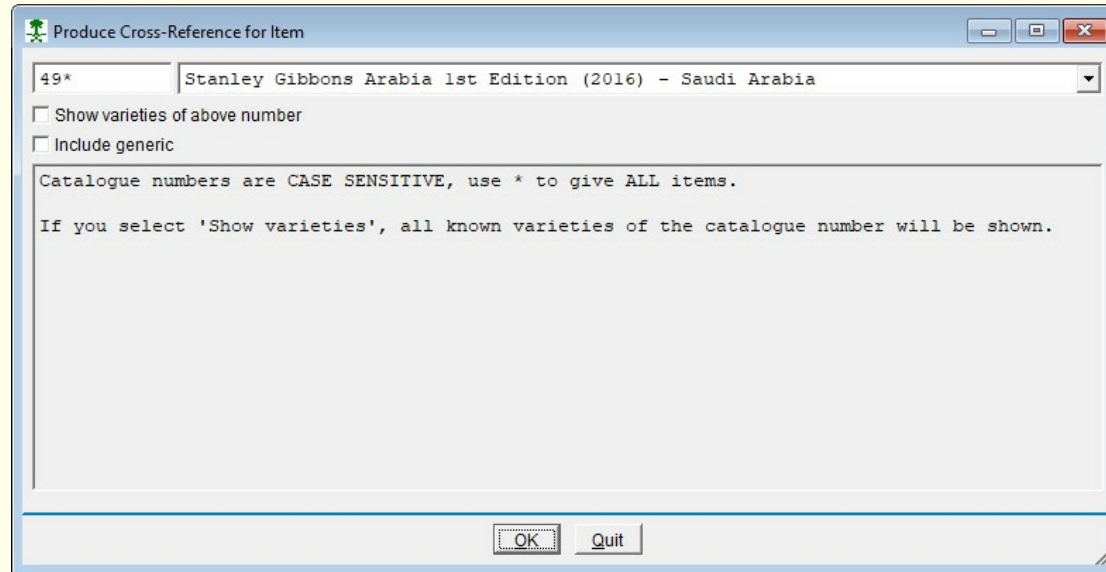 Produce Cross-Reference for Item
49* Stanley Gibbons Arabia 1st Edition (2016) - Saudi Arabia
Show varieties of above number
Include generic
Catalogue numbers are CASE SENSITIVE, use * to give ALL items.
If you select 'Show varieties', all known varieties of the catalogue number will be shown.
OK Quit